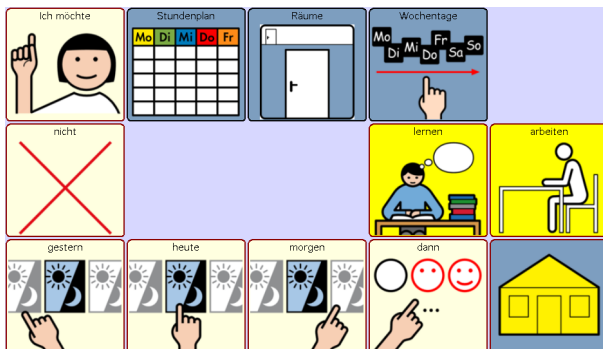 Ich möchte
Stundenplan
Mo Di Mi Do Fr
Räume
Wochentage
Mo Di Mi Do Fr Sa So
nicht
lernen
arbeiten
gestern
heute
morgen
dann
...